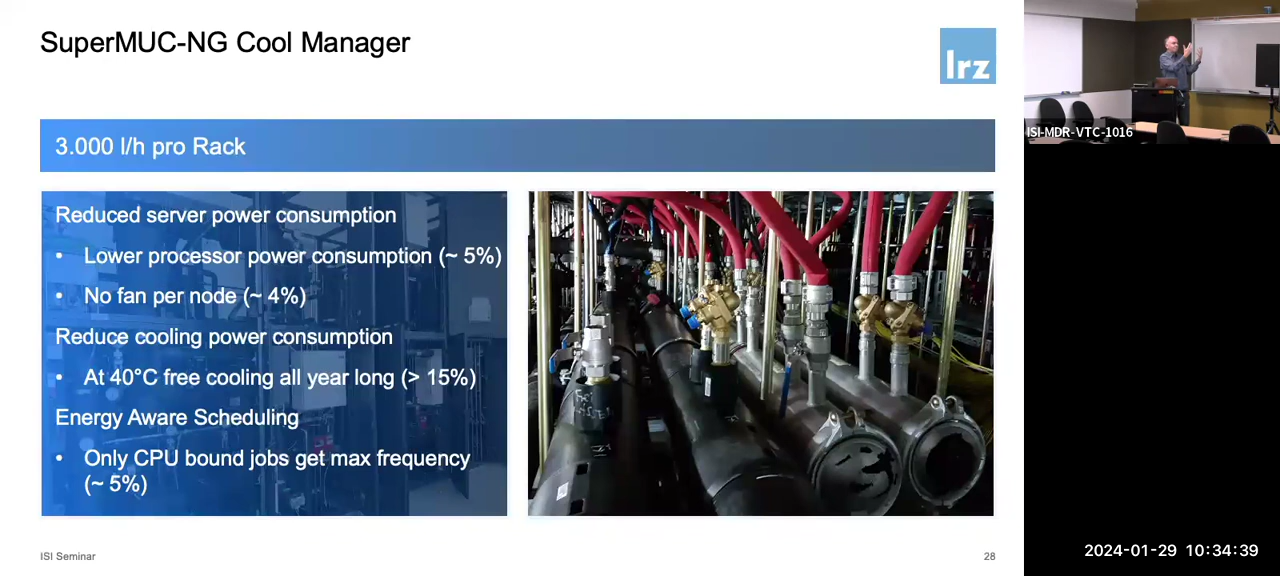 SuperMUC-NG Cool Manager
lrz
3.000 l/h pro Rack
Reduced server power consumption
• Lower processor power consumption (~ 5%)
• No fan per node (~ 4%)
Reduce cooling power consumption
• At 40°C free cooling all year long (> 15%)
Energy Aware Scheduling
• Only CPU bound jobs get max frequency
(~ 5%)
ISI Seminar
28
ISI-MDR-VTC-1016
2024-01-29 10:34:39